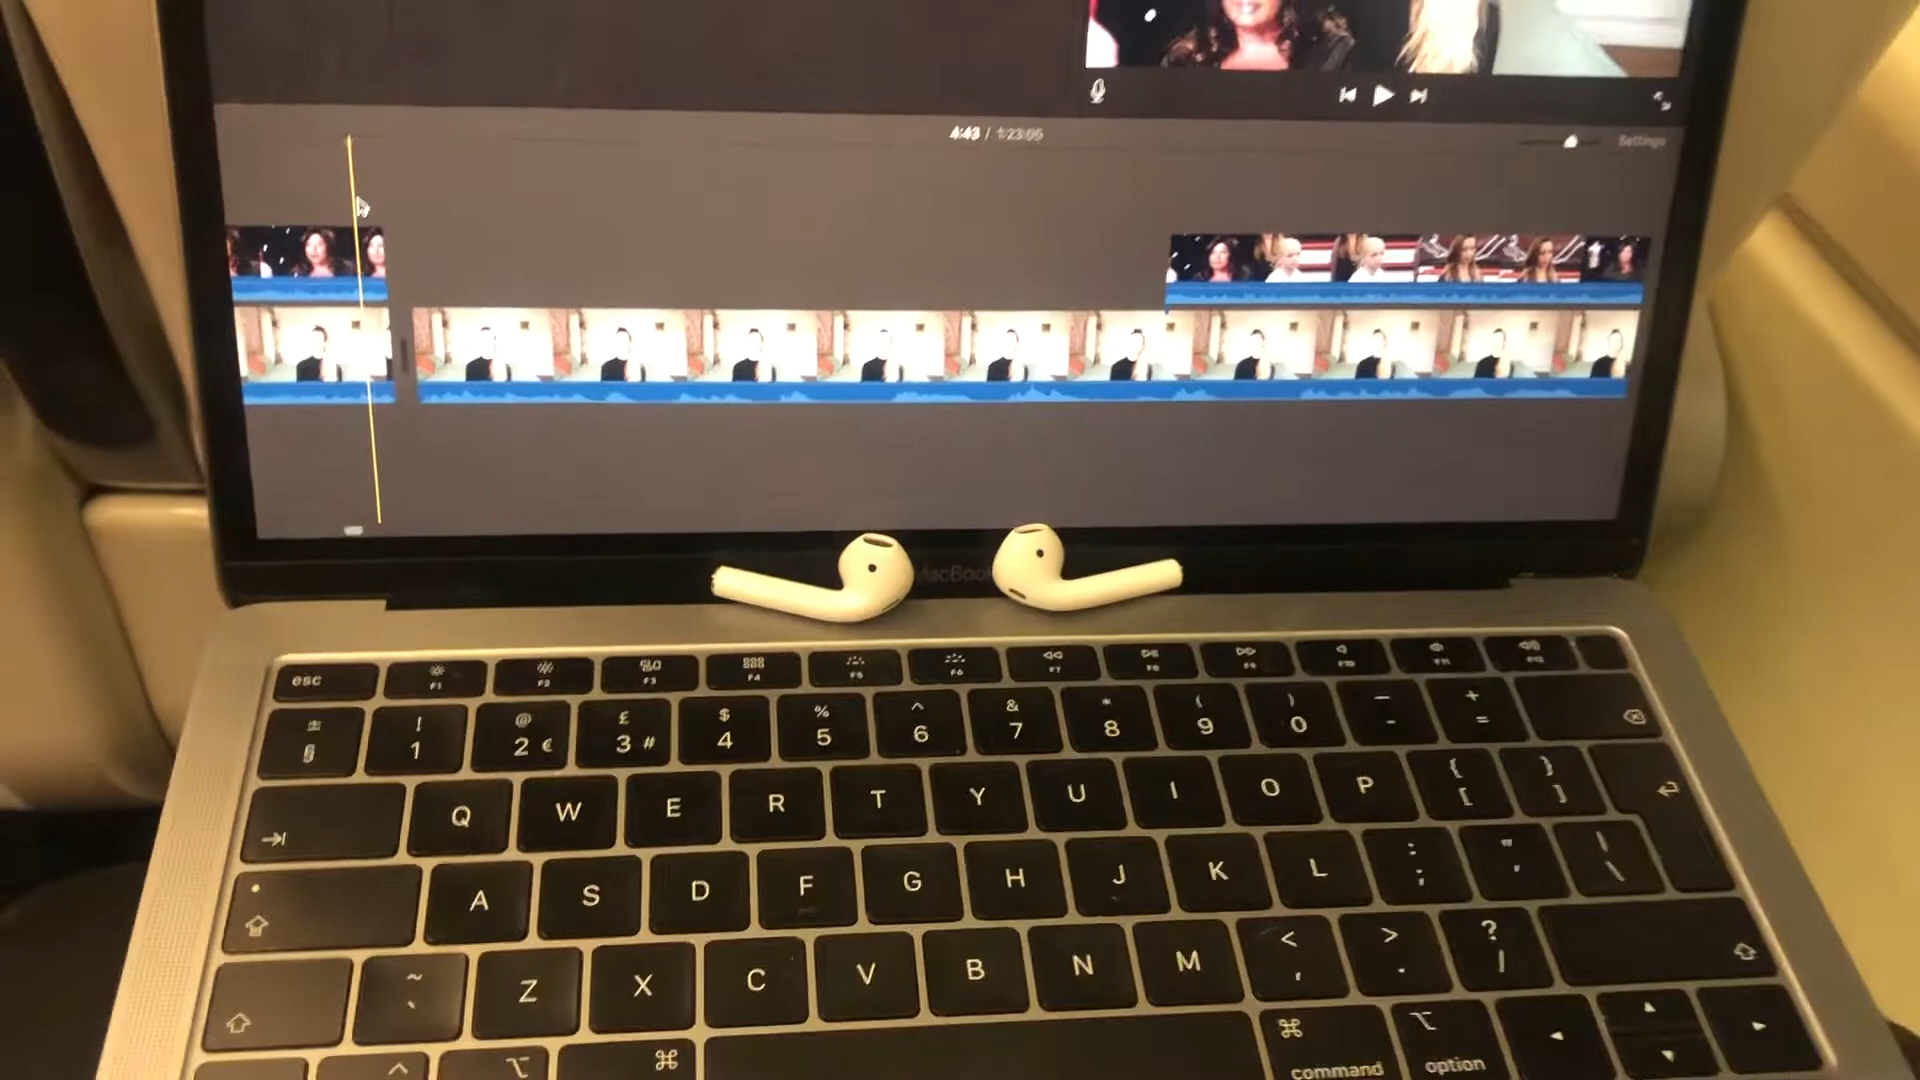 4:43 / 1:23:05
Settings
MacBook
esc F1 F2 F3 F4 F5 F6 F7 F8 F9 F10 F11 F12
± ! @ £ $ % ^ & * ( ) _ +
§ 1 2 € 3 # 4 5 6 7 8 9 0 - =
Q W E R T Y U I O P { [ } ]
A S D F G H J K L : ; " ' | \
~ ` Z X C V B N M < , > . ? /
⌃ ⌥ ⌘ ⌘ command ⌥ option